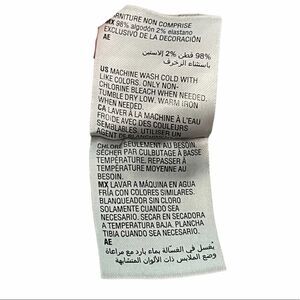 RNITURE NON COMPRISE
MX 98% algodón 2% elastano
EXCLUSIVO DE LA DECORACIÓN
AE
98% قطن 2% الاستين
باستثناء الزخرف
US MACHINE WASH COLD WITH
LIKE COLORS. ONLY NON-
CHLORINE BLEACH WHEN NEEDED.
TUMBLE DRY LOW. WARM IRON
WHEN NEEDED.
CA LAVER À LA MACHINE À L'EAU
FROIDE AVEC DES COULEURS
SEMBLABLES. UTILISER UN
CHLORE SEULEMENT AU BESOIN.
SÉCHER PAR CULBUTAGE À BASSE
TEMPÉRATURE. REPASSER À
TEMPÉRATURE MOYENNE AU
BESOIN.
MX LAVAR A MÁQUINA EN AGUA
FRÍA CON COLORES SIMILARES.
BLANQUEADOR SIN CLORO
SOLAMENTE CUANDO SEA
NECESARIO. SECAR EN SECADORA
A TEMPERATURA BAJA. PLANCHA
TIBIA CUANDO SEA NECESARIO.
AE
يغسل في الغسالة بماء بارد مع مراعاة
وضع الملابس ذات الألوان المتشابهة